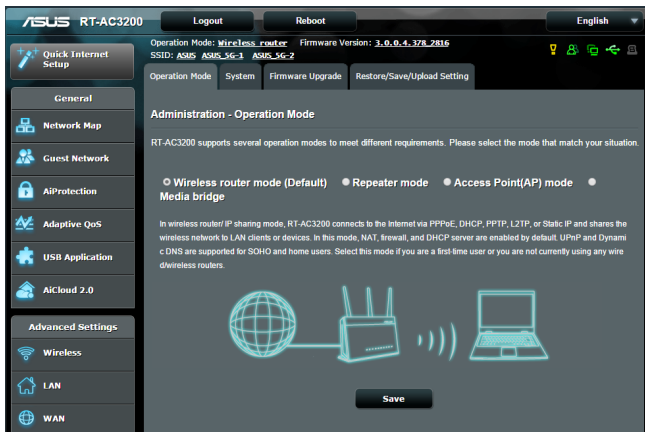 ASUS RT-AC3200 Logout Reboot English
Quick Internet Setup
Operation Mode: Wireless router Firmware Version: 3.0.0.4.378_2816
SSID: ASUS ASUS_5G-1 ASUS_5G-2
Operation Mode System Firmware Upgrade Restore/Save/Upload Setting
General
Network Map
Guest Network
AiProtection
Adaptive QoS
USB Application
AiCloud 2.0
Advanced Settings
Wireless
LAN
WAN
Administration - Operation Mode
RT-AC3200 supports several operation modes to meet different requirements. Please select the mode that match your situation.
Wireless router mode (Default) Repeater mode Access Point(AP) mode
Media bridge
In wireless router/ IP sharing mode, RT-AC3200 connects to the Internet via PPPoE, DHCP, PPTP, L2TP, or Static IP and shares the
wireless network to LAN clients or devices. In this mode, NAT, firewall, and DHCP server are enabled by default. UPnP and Dynami
c DNS are supported for SOHO and home users. Select this mode if you are a first-time user or you are not currently using any wire
d/wireless routers.
Save